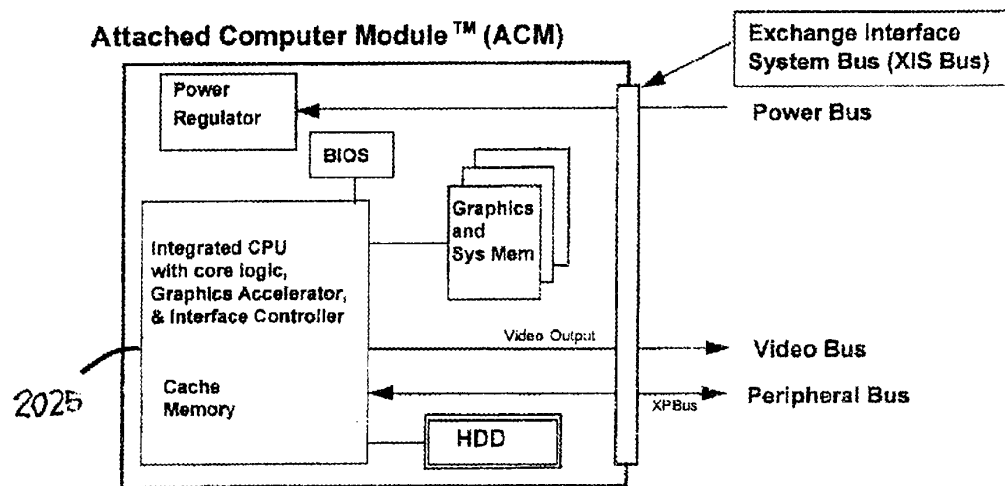 Attached Computer Module™ (ACM)
Exchange Interface
System Bus (XIS Bus)
Power
Regulator
Power Bus
BIOS
Graphics
and
Sys Mem
Integrated CPU
with core logic,
Graphics Accelerator,
& Interface Controller
Video Output
Video Bus
Cache
Memory
XPBus
Peripheral Bus
HDD
2025